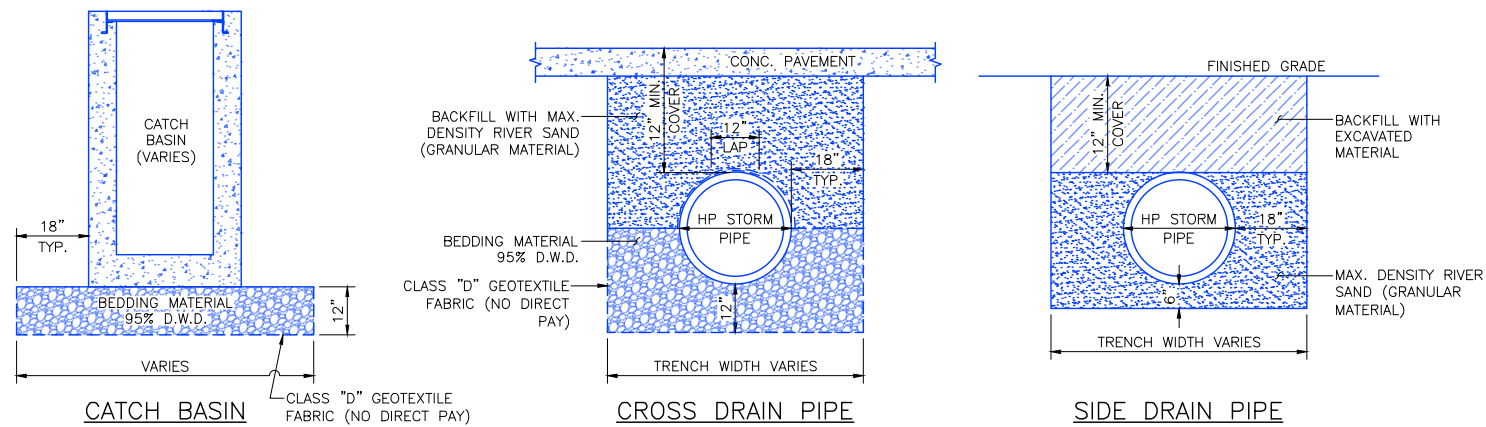 CATCH
BASIN
(VARIES)
18"
TYP.
BEDDING MATERIAL
95% D.W.D.
12"
VARIES
CLASS "D" GEOTEXTILE
FABRIC (NO DIRECT PAY)
CATCH BASIN
CONC. PAVEMENT
BACKFILL WITH MAX.
DENSITY RIVER SAND
(GRANULAR MATERIAL)
12" MIN.
COVER
12"
LAP
18"
TYP.
HP STORM
PIPE
BEDDING MATERIAL
95% D.W.D.
CLASS "D" GEOTEXTILE
FABRIC (NO DIRECT
PAY)
12"
TRENCH WIDTH VARIES
CROSS DRAIN PIPE
FINISHED GRADE
12" MIN.
COVER
BACKFILL WITH
EXCAVATED
MATERIAL
HP STORM
PIPE
18"
TYP.
6"
MAX. DENSITY RIVER
SAND (GRANULAR
MATERIAL)
TRENCH WIDTH VARIES
SIDE DRAIN PIPE